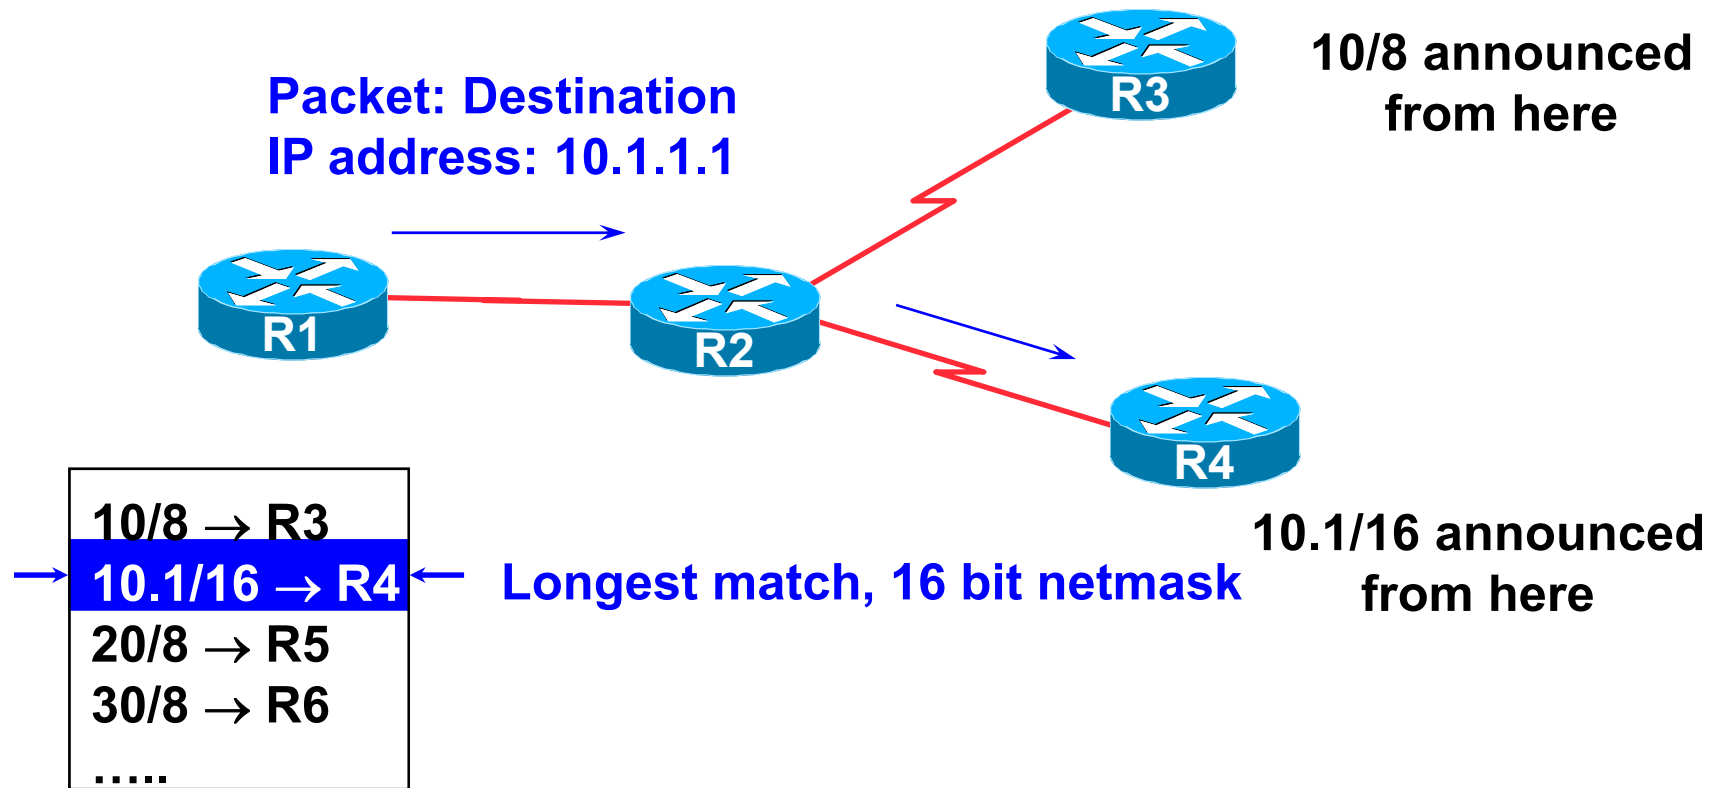 10/8 announced
from here
Packet: Destination
IP address: 10.1.1.1
R3
R1
R2
R4
10.1/16 announced
from here
10/8 → R3
10.1/16 → R4
20/8 → R5
30/8 → R6
.....
Longest match, 16 bit netmask